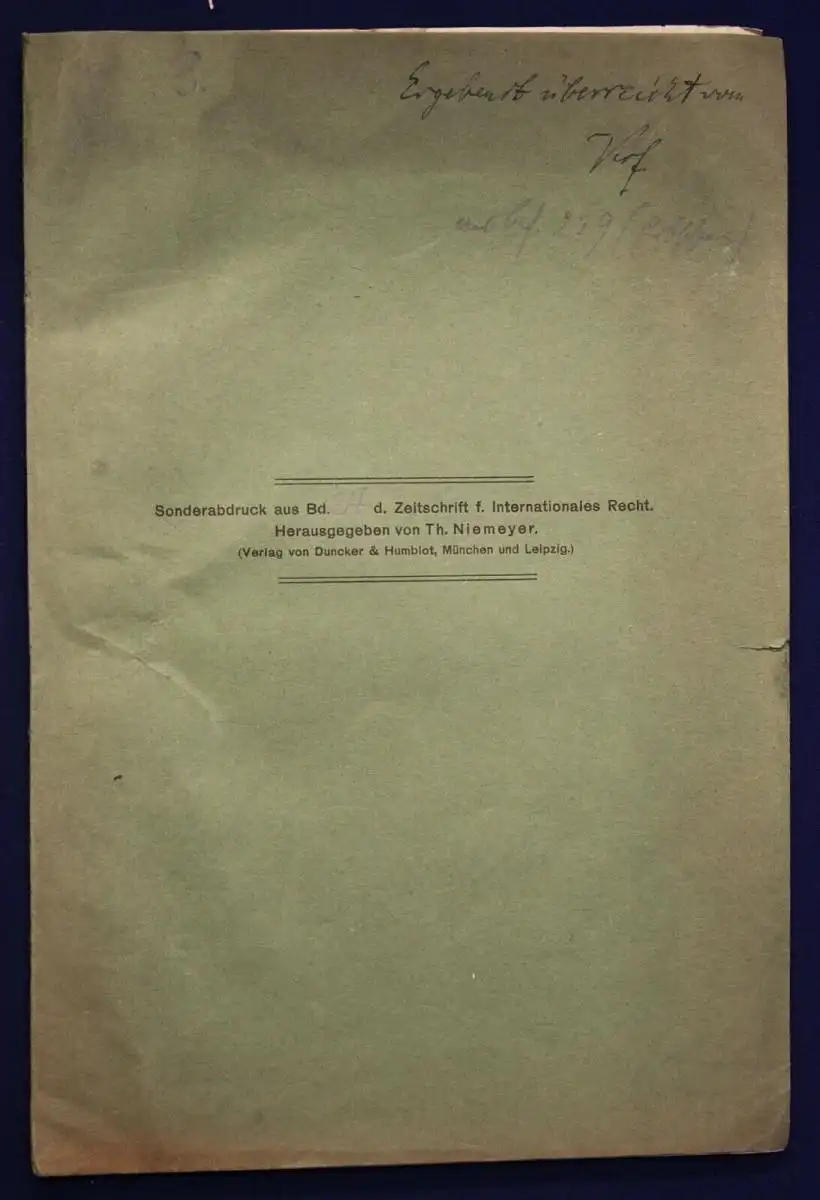 3.
Ergebenst überreicht vom
Verf
Sonderabdruck aus Bd. d. Zeitschrift f. Internationales Recht.
Herausgegeben von Th. Niemeyer.
(Verlag von Duncker & Humblot, München und Leipzig.)